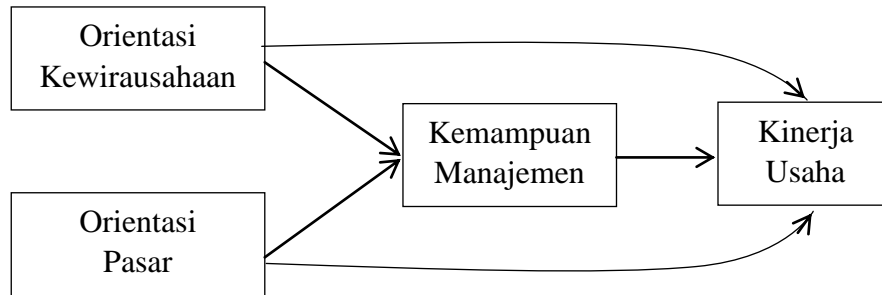 Orientasi
Kewirausahaan
Kemampuan
Manajemen
Kinerja
Usaha
Orientasi
Pasar